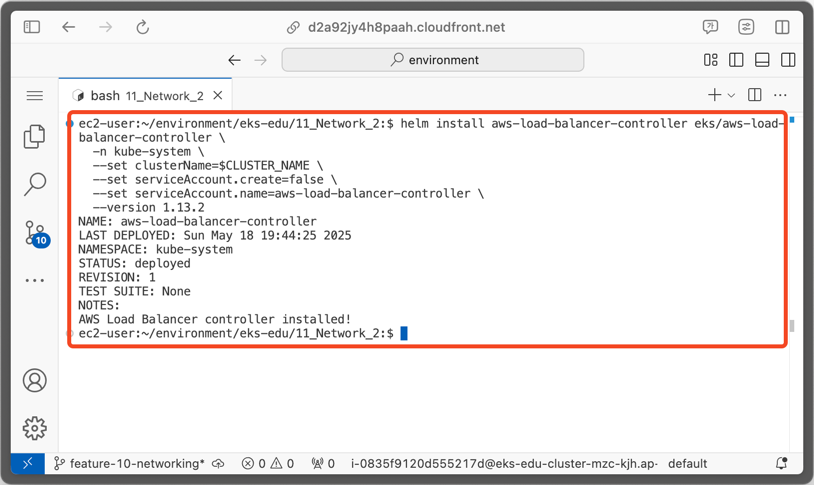 d2a92jy4h8paah.cloudfront.net
environment
bash 11_Network_2
ec2-user:~/environment/eks-edu/11_Network_2:$ helm install aws-load-balancer-controller eks/aws-load-
balancer-controller \
-n kube-system \
--set clusterName=$CLUSTER_NAME \
--set serviceAccount.create=false \
--set serviceAccount.name=aws-load-balancer-controller \
--version 1.13.2
NAME: aws-load-balancer-controller
LAST DEPLOYED: Sun May 18 19:44:25 2025
NAMESPACE: kube-system
STATUS: deployed
REVISION: 1
TEST SUITE: None
NOTES:
AWS Load Balancer controller installed!
ec2-user:~/environment/eks-edu/11_Network_2:$
10
feature-10-networking* 0 0 0 i-0835f9120d555217d@eks-edu-cluster-mzc-kjh.ap- default